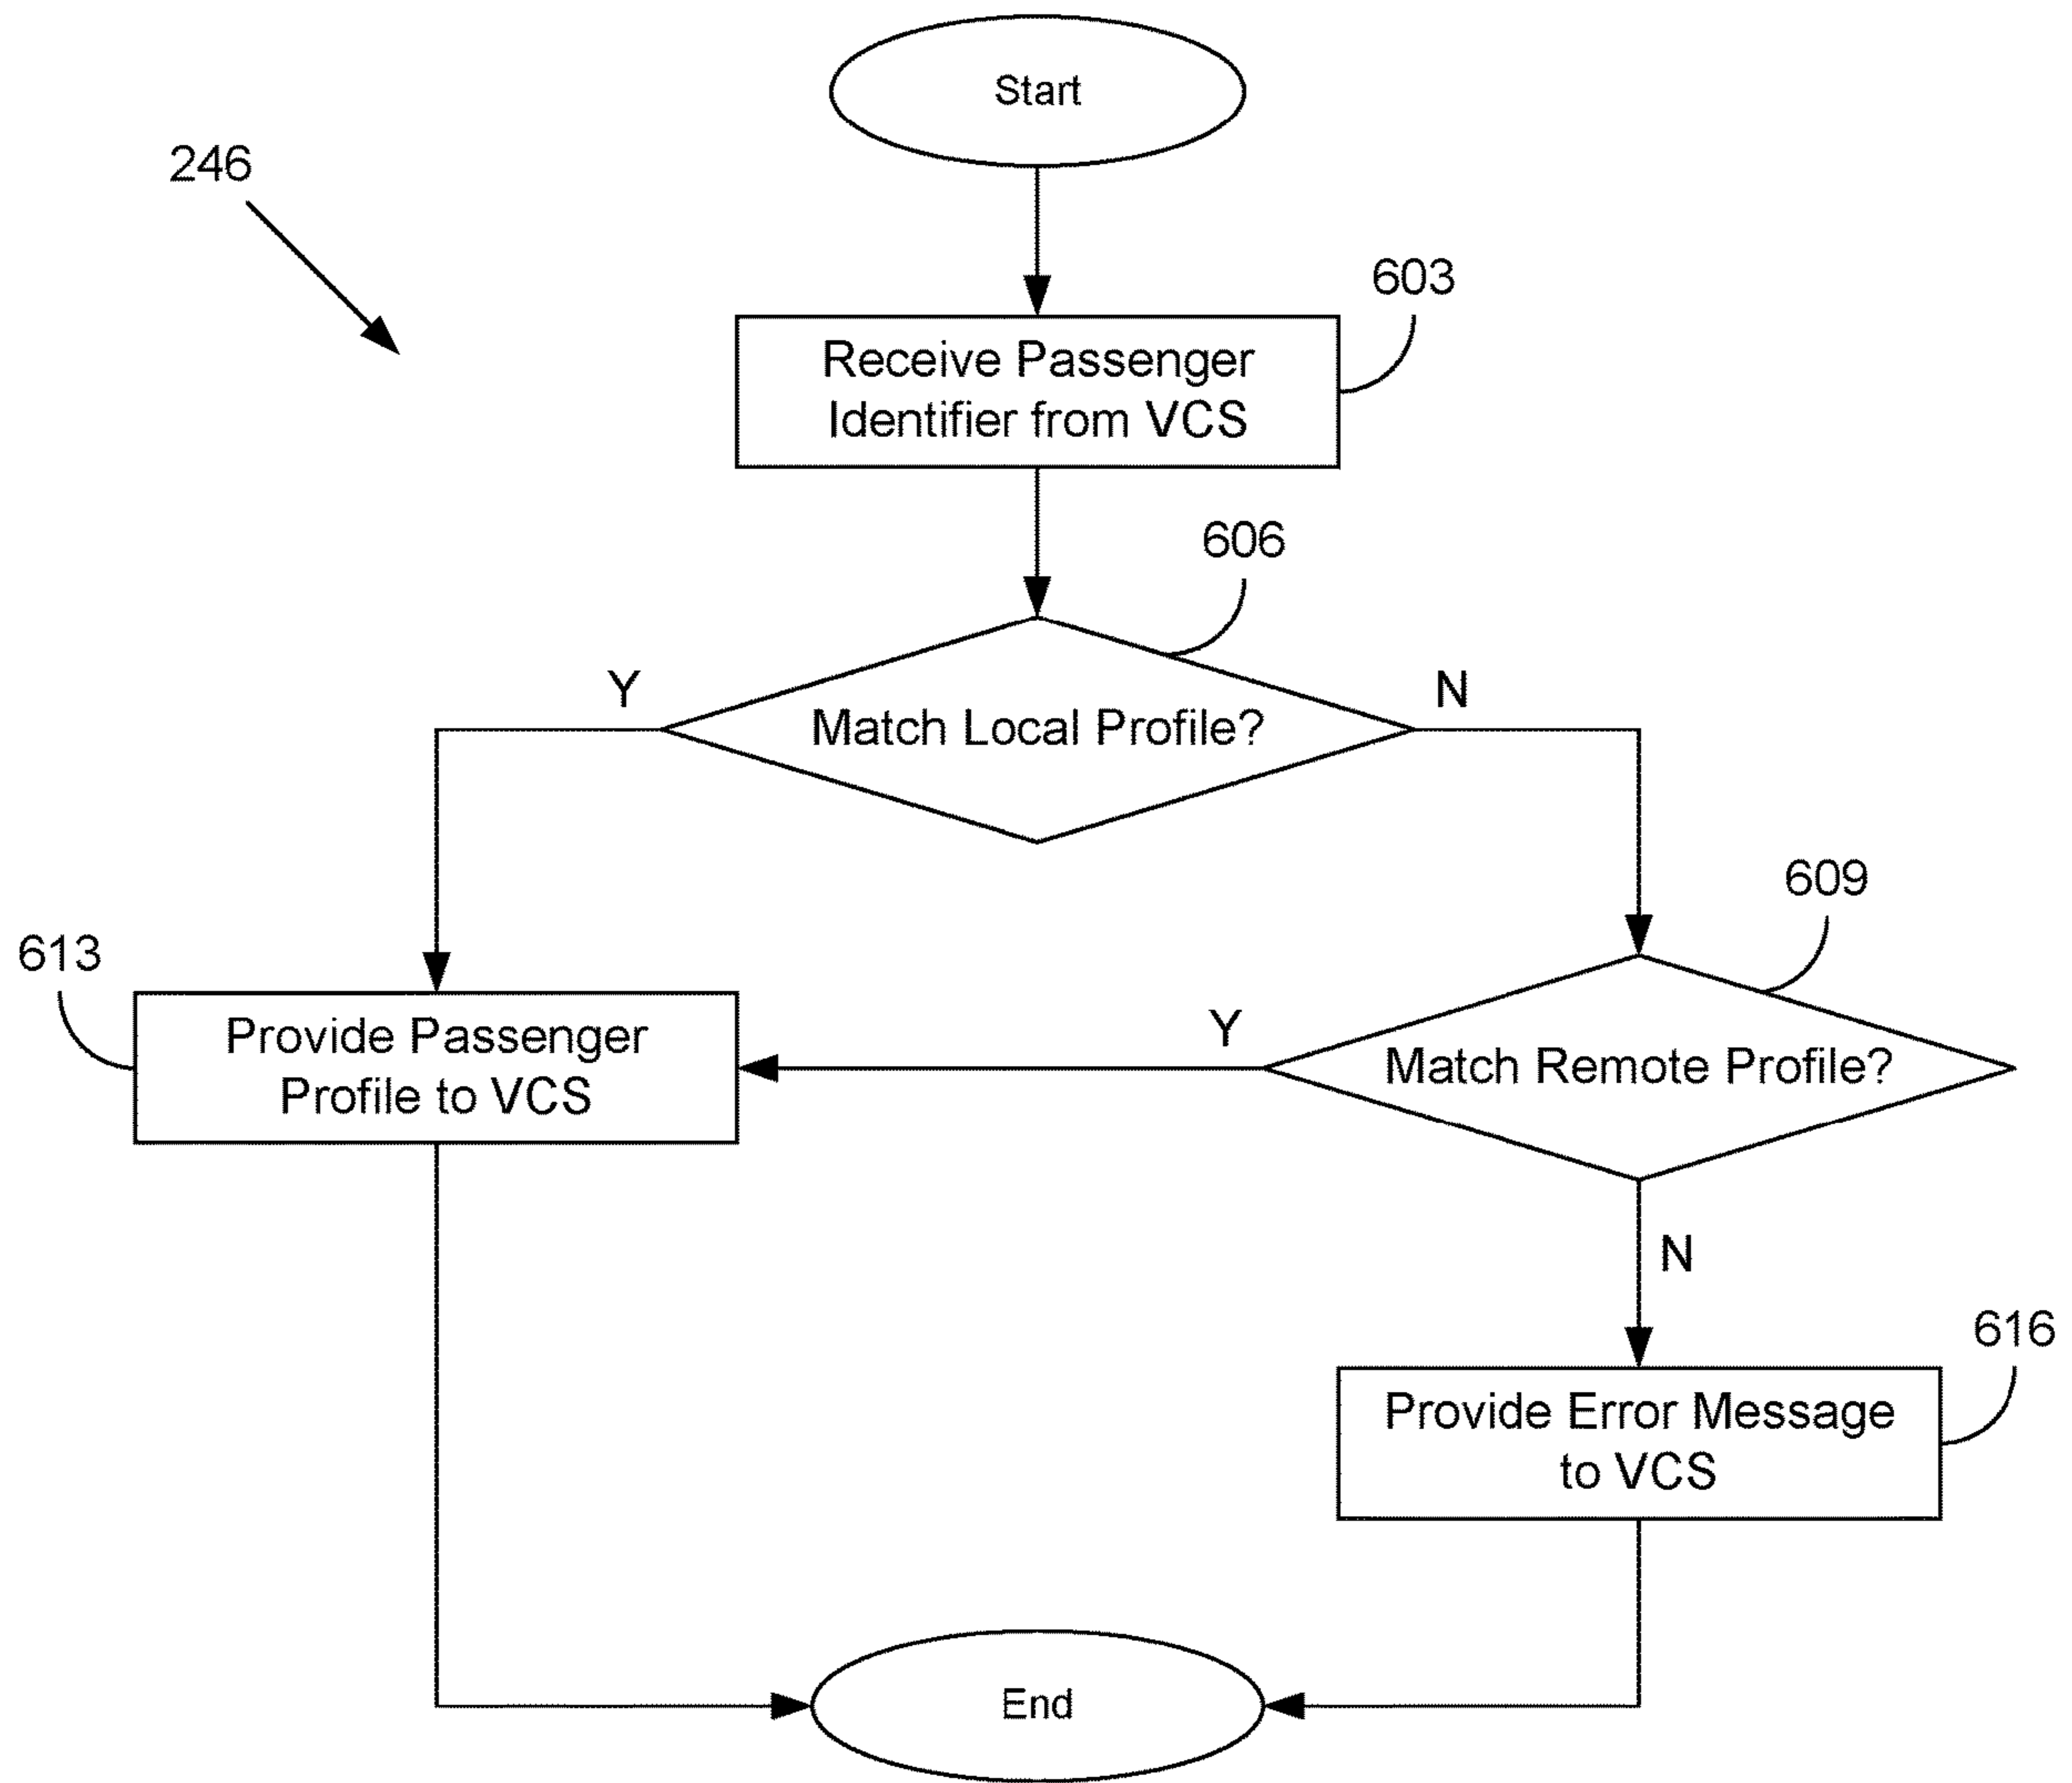 Start
246
603
Receive Passenger
Identifier from VCS
606
Y
N
Match Local Profile?
609
613
Y
Provide Passenger
Profile to VCS
Match Remote Profile?
N
616
Provide Error Message
to VCS
End